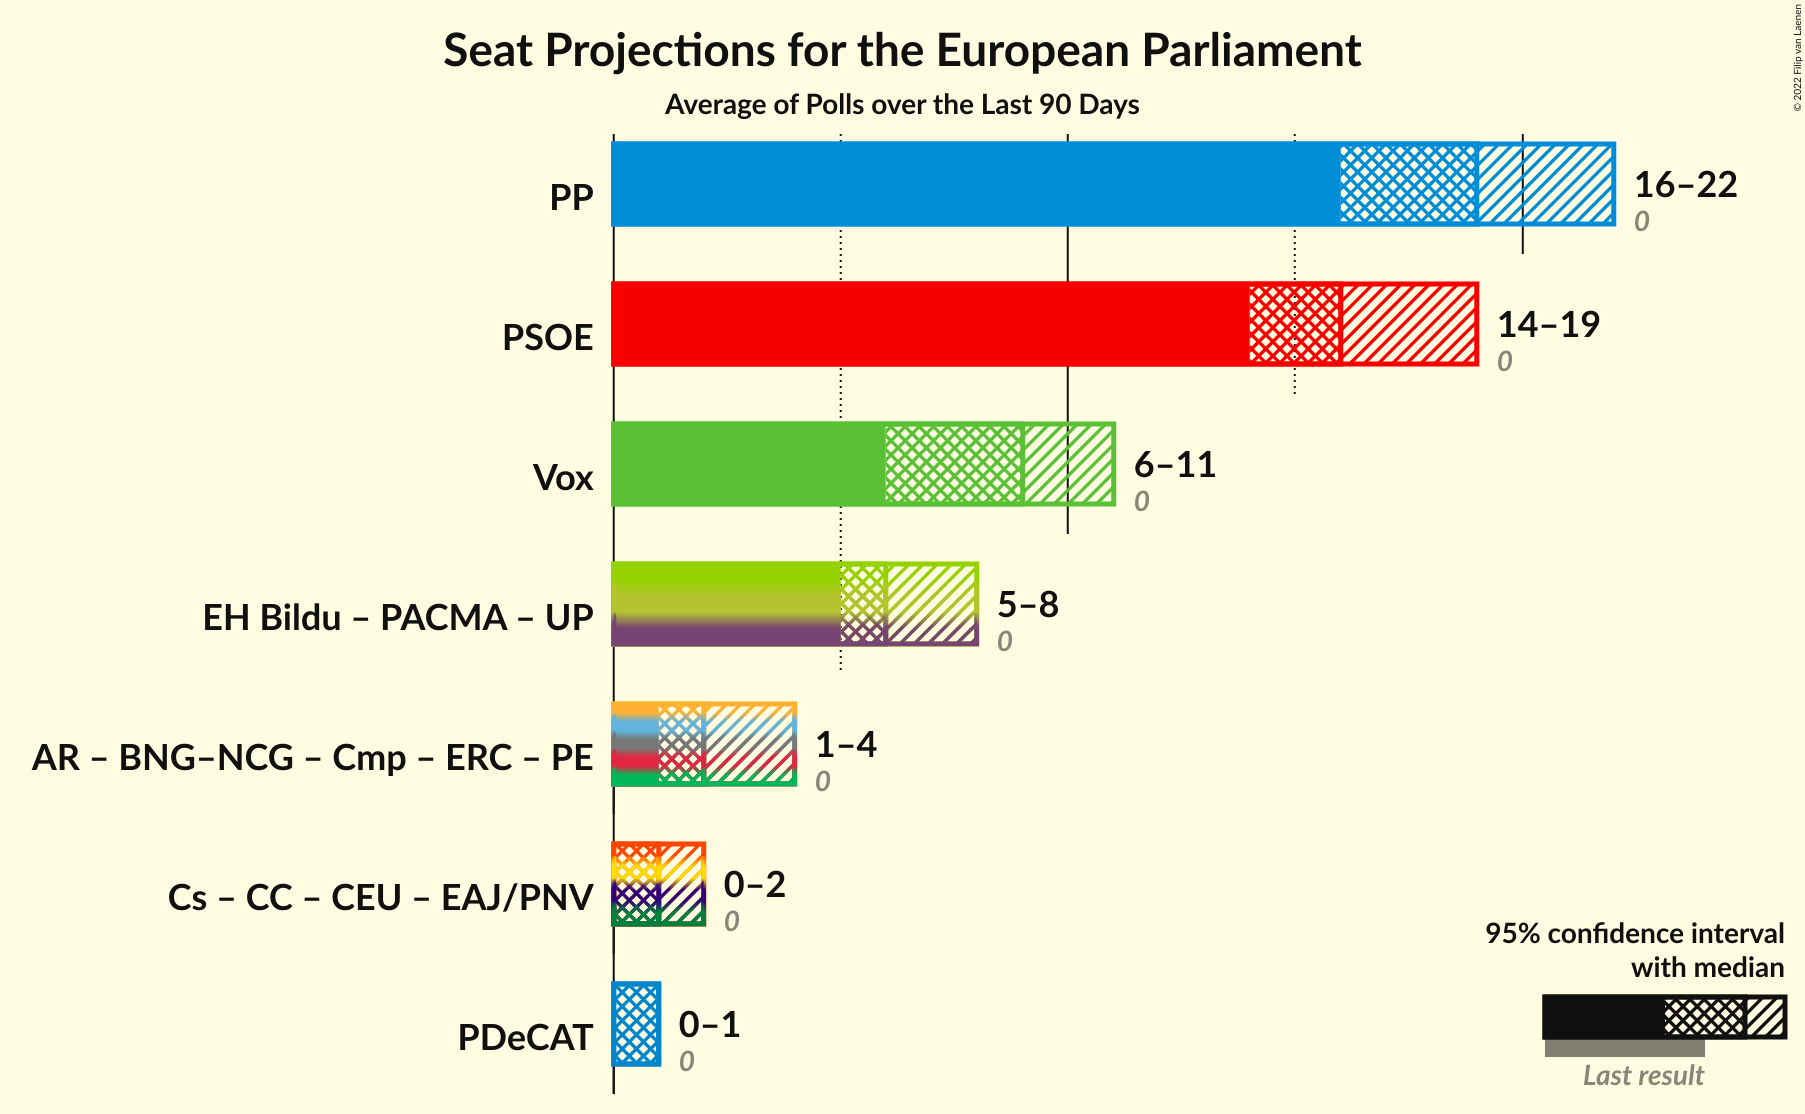 Seat Projections for the European Parliament
Average of Polls over the Last 90 Days
© 2022 Filip van Laenen
PP
16–22
0
PSOE
14–19
0
Vox
6–11
0
EH Bildu – PACMA – UP
5–8
0
AR – BNG–NCG – Cmp – ERC – PE
1–4
0
Cs – CC – CEU – EAJ/PNV
0–2
0
PDeCAT
0–1
0
95% confidence interval
with median
Last result